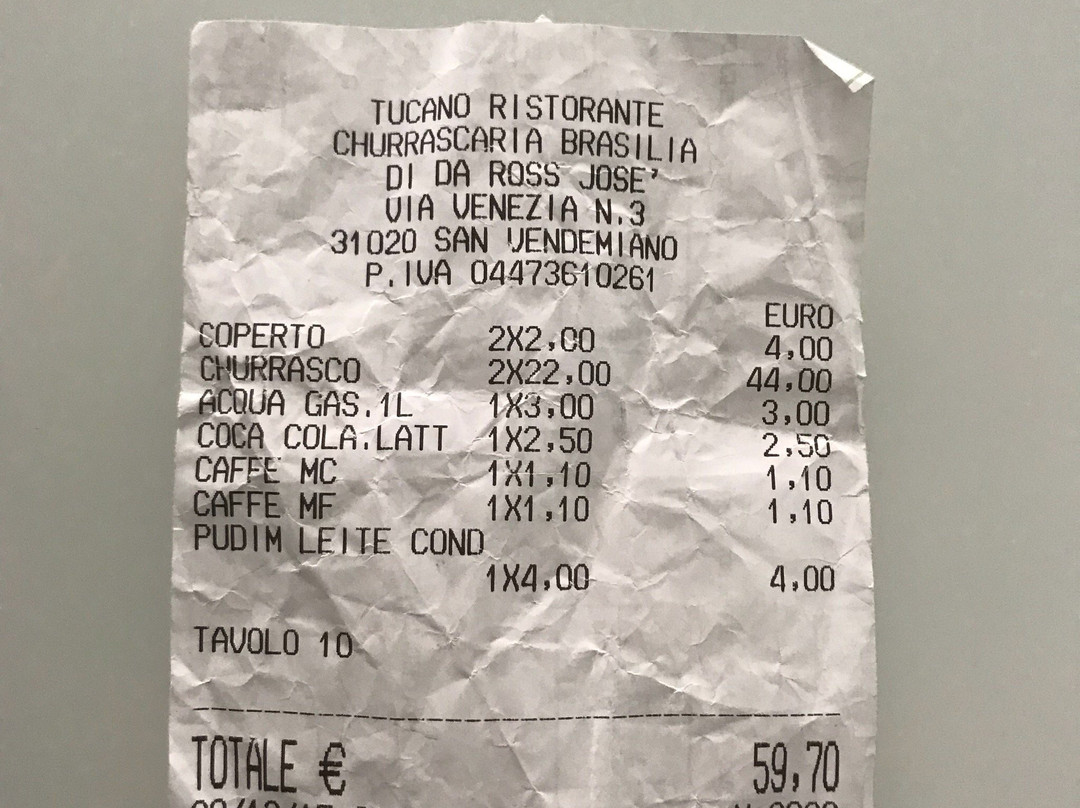 TUCANO RISTORANTE
CHURRASCARIA BRASILIA
DI DA ROSS JOSE'
VIA VENEZIA N.3
31020 SAN VENDEMIANO
P.IVA 04473610261
EURO
COPERTO 2X2,00 4,00
CHURRASCO 2X22,00 44,00
ACQUA GAS.1L 1X3,00 3,00
COCA COLA.LATT 1X2,50 2,50
CAFFE MC 1X1,10 1,10
CAFFE MF 1X1,10 1,10
PUDIM LEITE COND
1X4,00 4,00
TAVOLO 10
TOTALE € 59,70